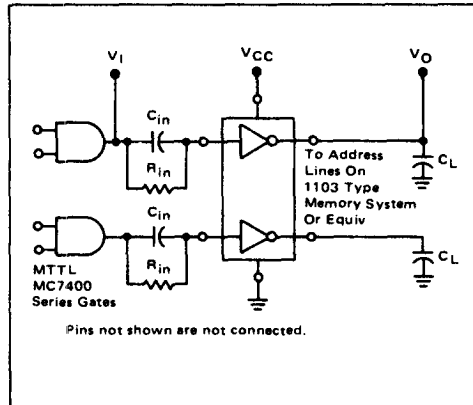 VI
VCC
VO
Cin
Rin
To Address
Lines On
1103 Type
Memory System
Or Equiv
CL
Cin
Rin
CL
MTTL
MC7400
Series Gates
Pins not shown are not connected.